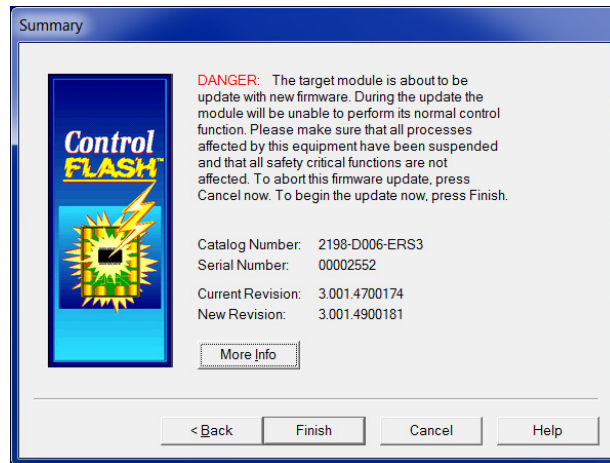 Summary
Control
FLASH™
DANGER: The target module is about to be
update with new firmware. During the update the
module will be unable to perform its normal control
function. Please make sure that all processes
affected by this equipment have been suspended
and that all safety critical functions are not
affected. To abort this firmware update, press
Cancel now. To begin the update now, press Finish.
Catalog Number: 2198-D006-ERS3
Serial Number: 00002552
Current Revision: 3.001.4700174
New Revision: 3.001.4900181
More Info
< Back Finish Cancel Help